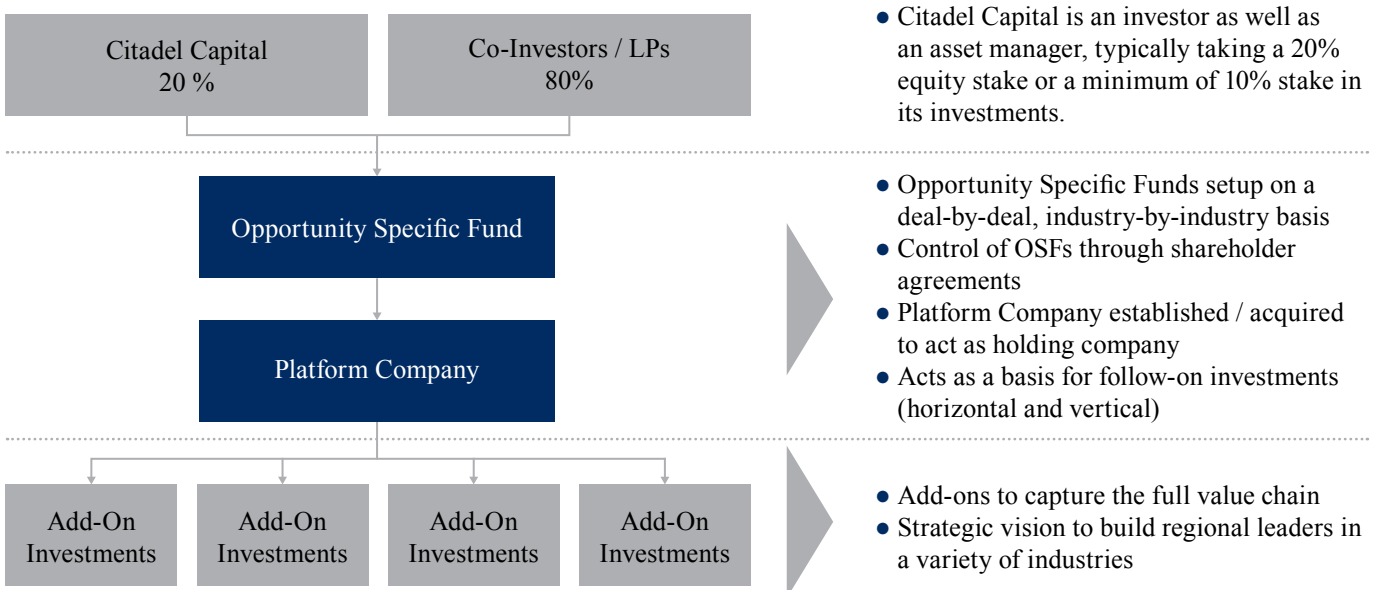 Citadel Capital
20 %
Co-Investors / LPs
80%
● Citadel Capital is an investor as well as
an asset manager, typically taking a 20%
equity stake or a minimum of 10% stake in
its investments.
Opportunity Specific Fund
Platform Company
● Opportunity Specific Funds setup on a
deal-by-deal, industry-by-industry basis
● Control of OSFs through shareholder
agreements
● Platform Company established / acquired
to act as holding company
● Acts as a basis for follow-on investments
(horizontal and vertical)
Add-On
Investments
Add-On
Investments
Add-On
Investments
Add-On
Investments
● Add-ons to capture the full value chain
● Strategic vision to build regional leaders in
a variety of industries